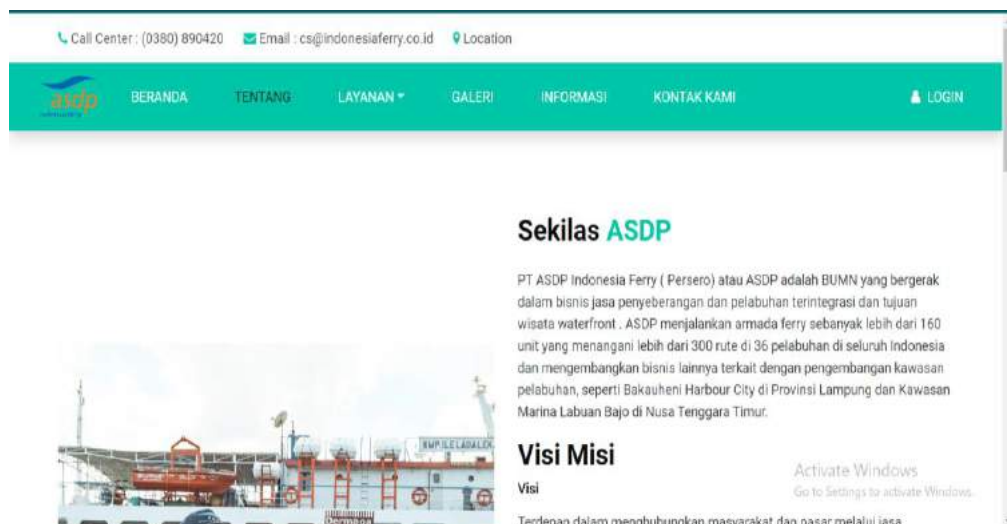 Call Center : (0380) 890420 Email : cs@indonesiaferry.co.id Location
asdp BERANDA TENTANG LAYANAN GALERI INFORMASI KONTAK KAMI LOGIN
Sekilas ASDP
PT ASDP Indonesia Ferry ( Persero) atau ASDP adalah BUMN yang bergerak
dalam bisnis jasa penyeberangan dan pelabuhan terintegrasi dan tujuan
wisata waterfront . ASDP menjalankan armada ferry sebanyak lebih dari 160
unit yang menangani lebih dari 300 rute di 36 pelabuhan di seluruh Indonesia
dan mengembangkan bisnis lainnya terkait dengan pengembangan kawasan
pelabuhan, seperti Bakauheni Harbour City di Provinsi Lampung dan Kawasan
Marina Labuan Bajo di Nusa Tenggara Timur.
Visi Misi
Visi
Terdepan dalam menghubungkan masyarakat dan pasar melalui jasa
Activate Windows
Go to Settings to activate Windows.
Dermaga